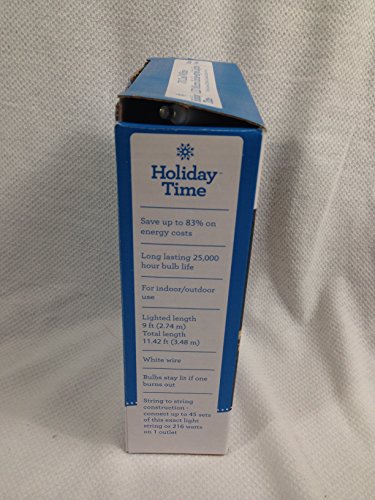 Holiday
Time™
Save up to 83% on
energy costs
Long lasting 25,000
hour bulb life
For indoor/outdoor
use
Lighted length
9 ft (2.74 m)
Total length
11.42 ft (3.48 m)
White wire
Bulbs stay lit if one
burns out
String to string
construction -
connect up to 45 sets
of this exact light
string or 216 watts
on 1 outlet